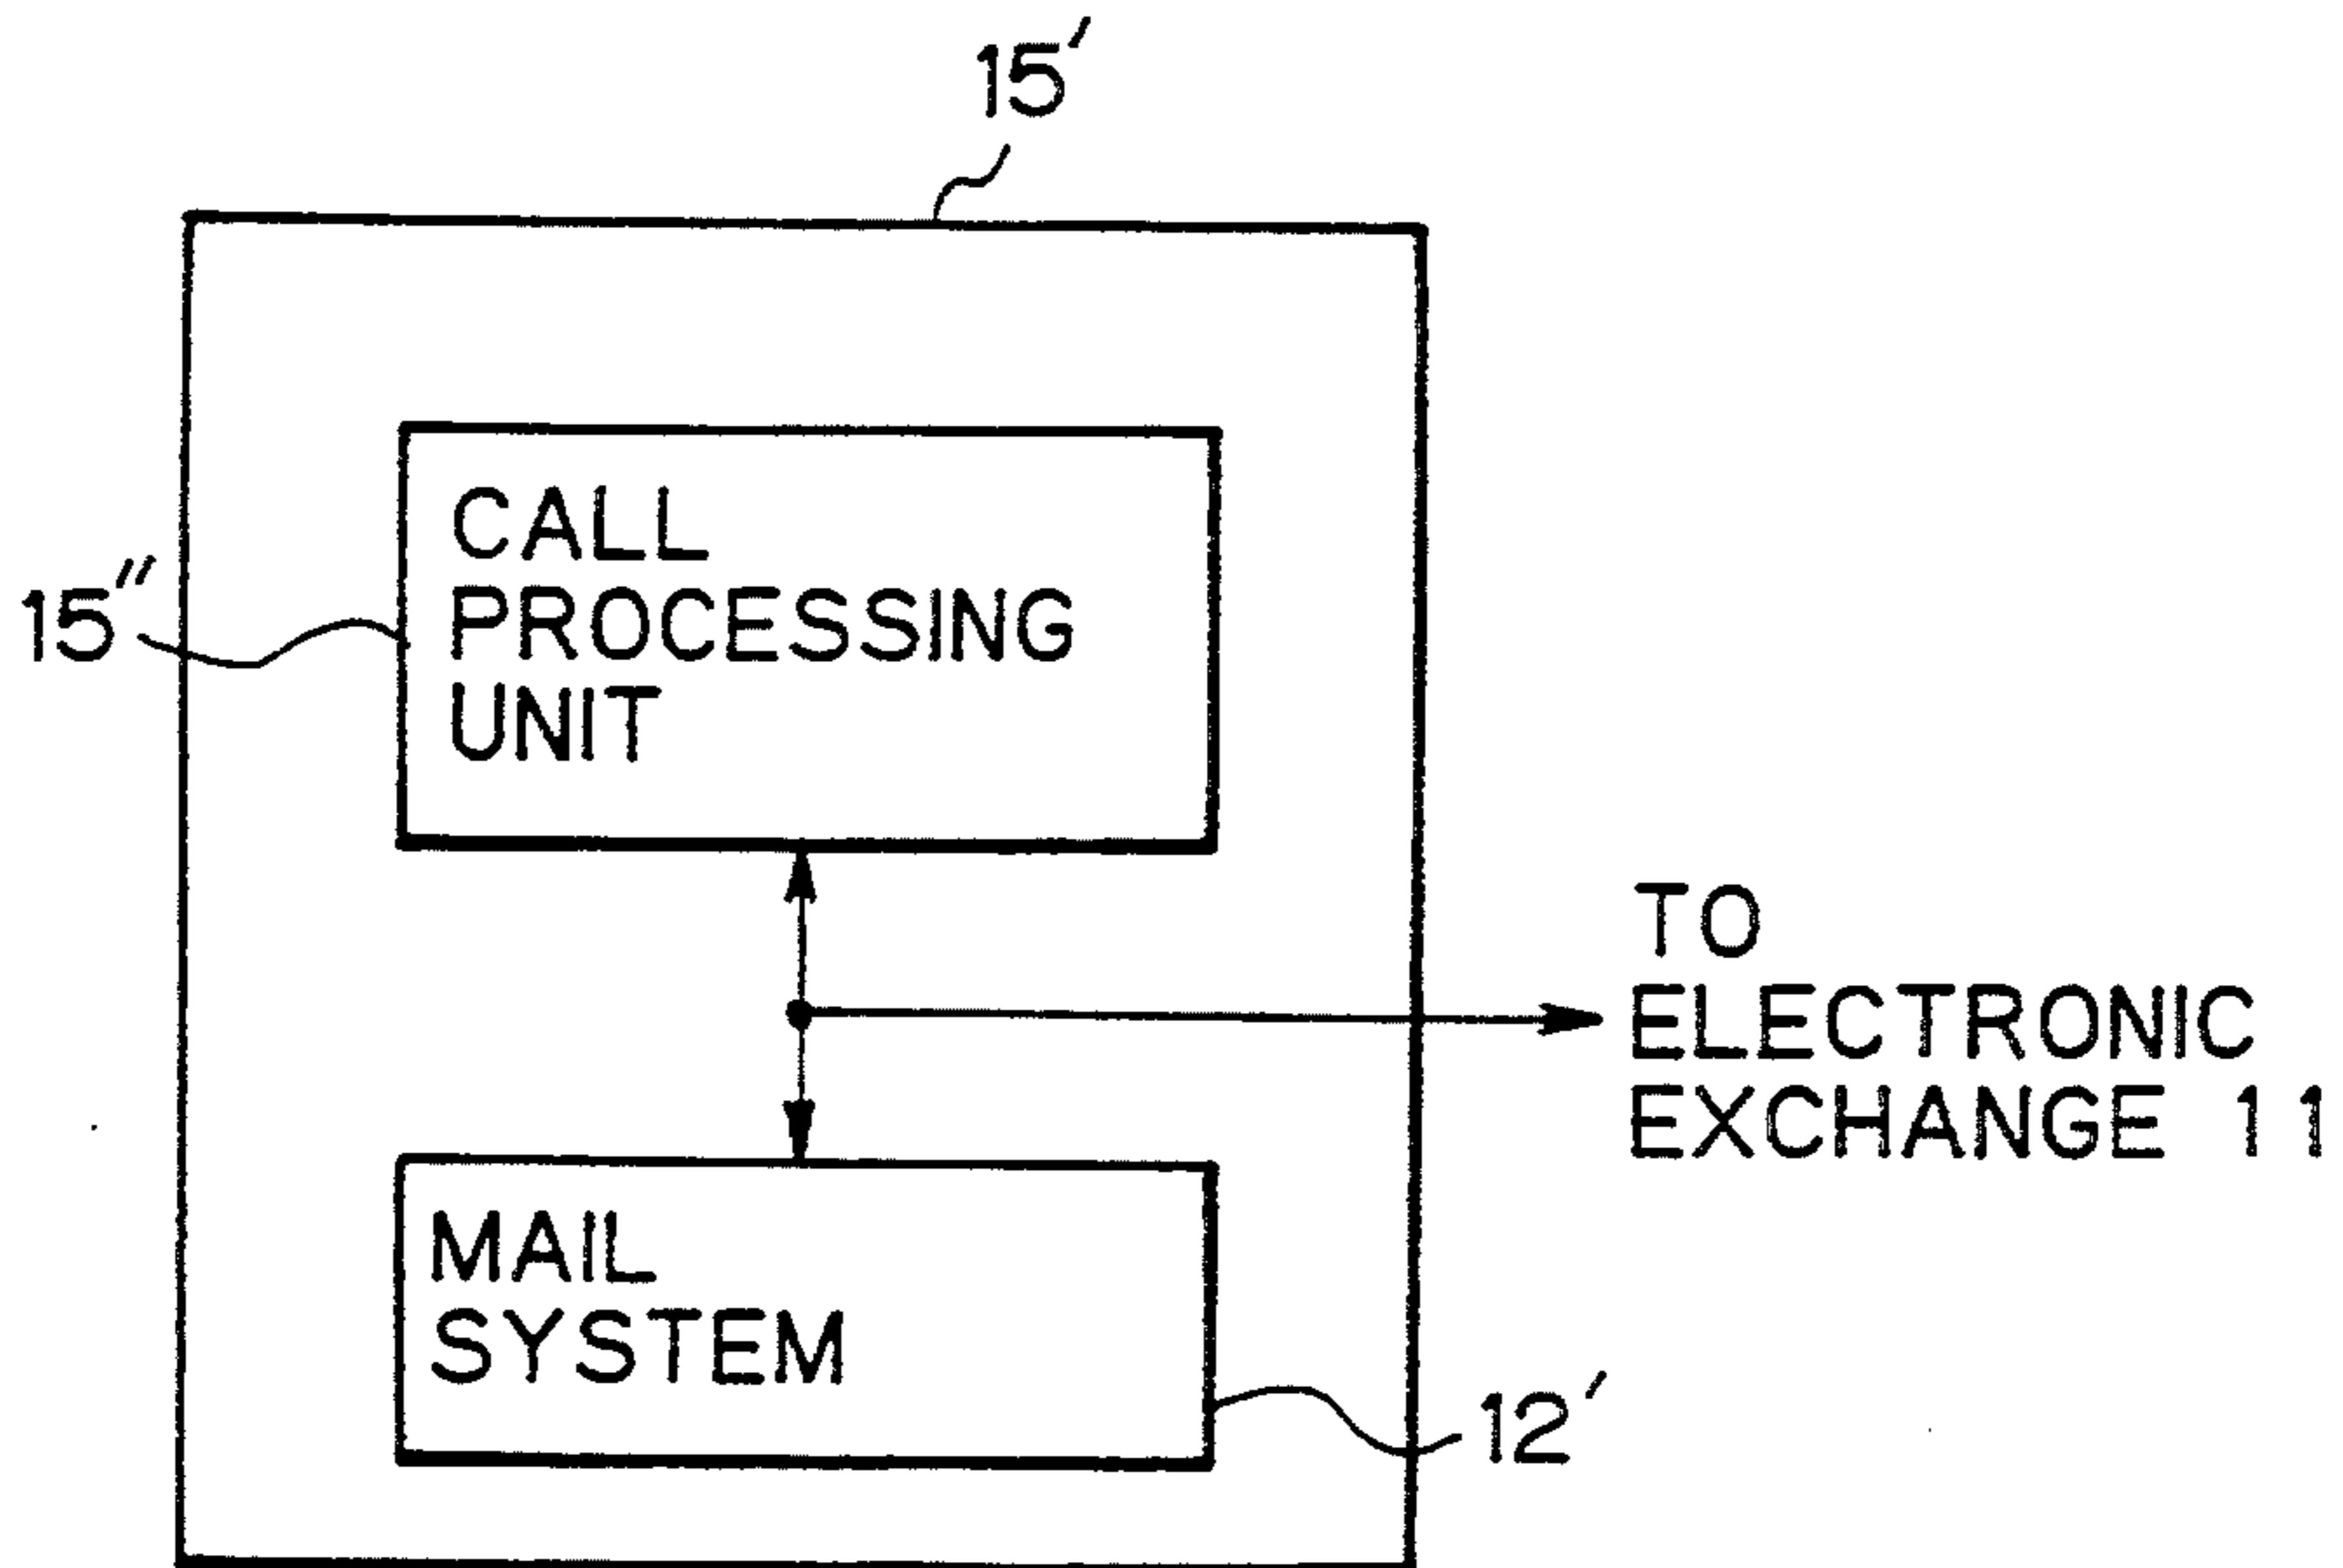 15′
CALL
PROCESSING
UNIT
15″
TO
ELECTRONIC
EXCHANGE 11
MAIL
SYSTEM
12′